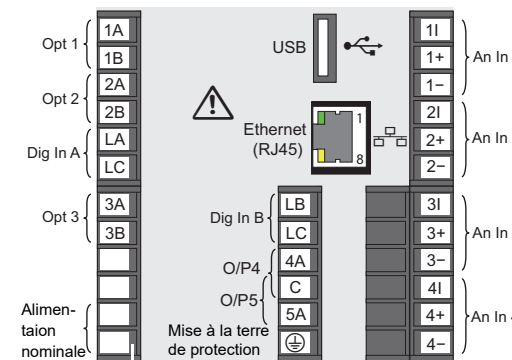 Opt 1
1A
1B
Opt 2
2A
2B
Dig In A
LA
LC
Opt 3
3A
3B
Alimen-
taion
nominale
USB
Ethernet
(RJ45)
1
8
Dig In B
LB
LC
O/P4
4A
C
O/P5
5A
Mise à la terre
de protection
1I
1+
1−
An In
2I
2+
2−
An In
3I
3+
3−
An In
4I
4+
4−
An In